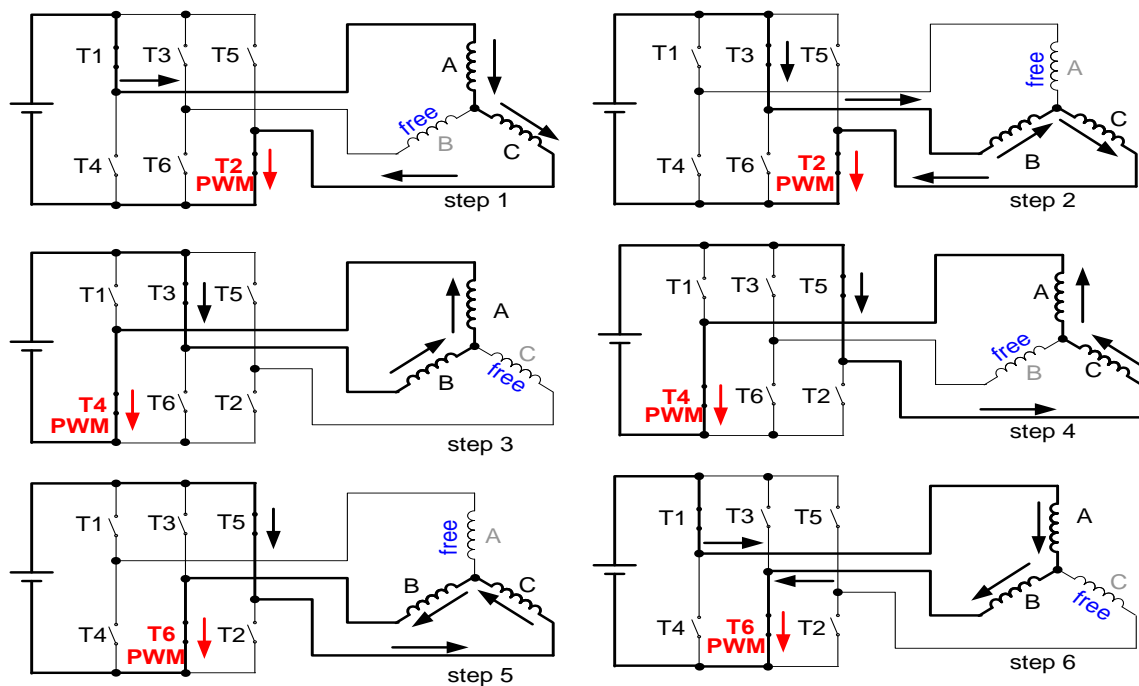 T1 T3 T5
A
free
B
C
T4 T6 T2
PWM
step 1
T1 T3 T5
free A
C
B
T4 T6 T2
PWM
step 2
T1 T3 T5
A
C
free
B
T4
PWM
T6 T2
step 3
T1 T3 T5
A
free
B
C
T4
PWM
T6 T2
step 4
T1 T3 T5
free A
B C
T4 T6
PWM
T2
step 5
T1 T3 T5
A
C
free
B
T4 T6
PWM
T2
step 6